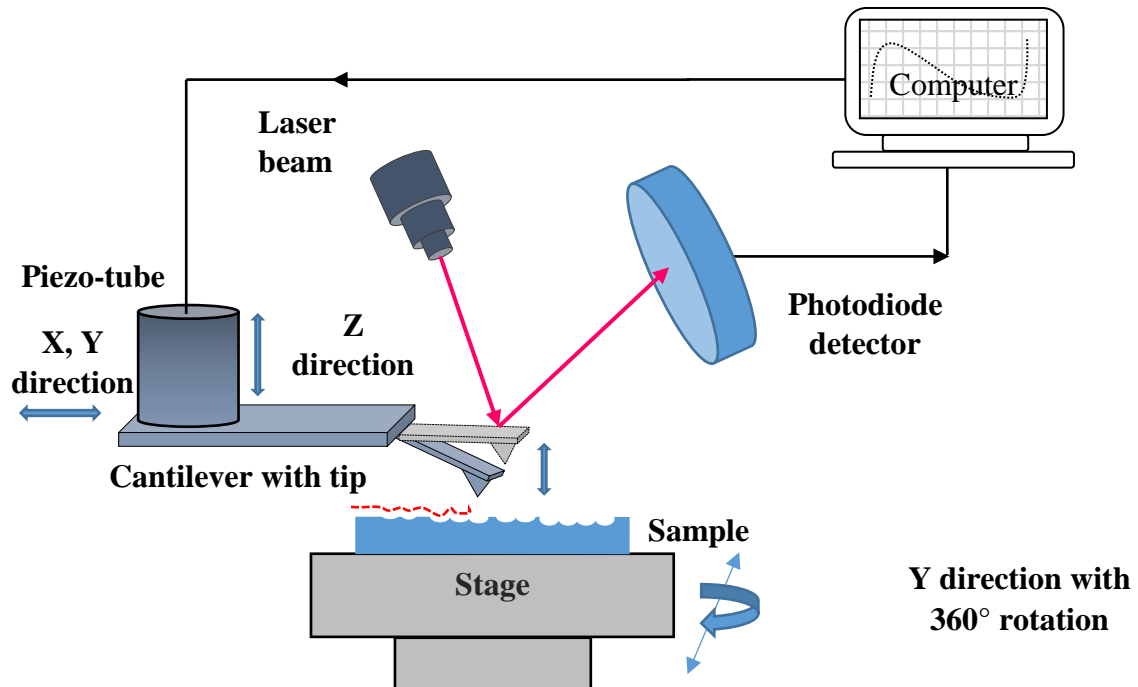 Computer
Laser
beam
Piezo-tube
Z
direction
X, Y
direction
Photodiode
detector
Cantilever with tip
Sample
Stage
Y direction with
360° rotation